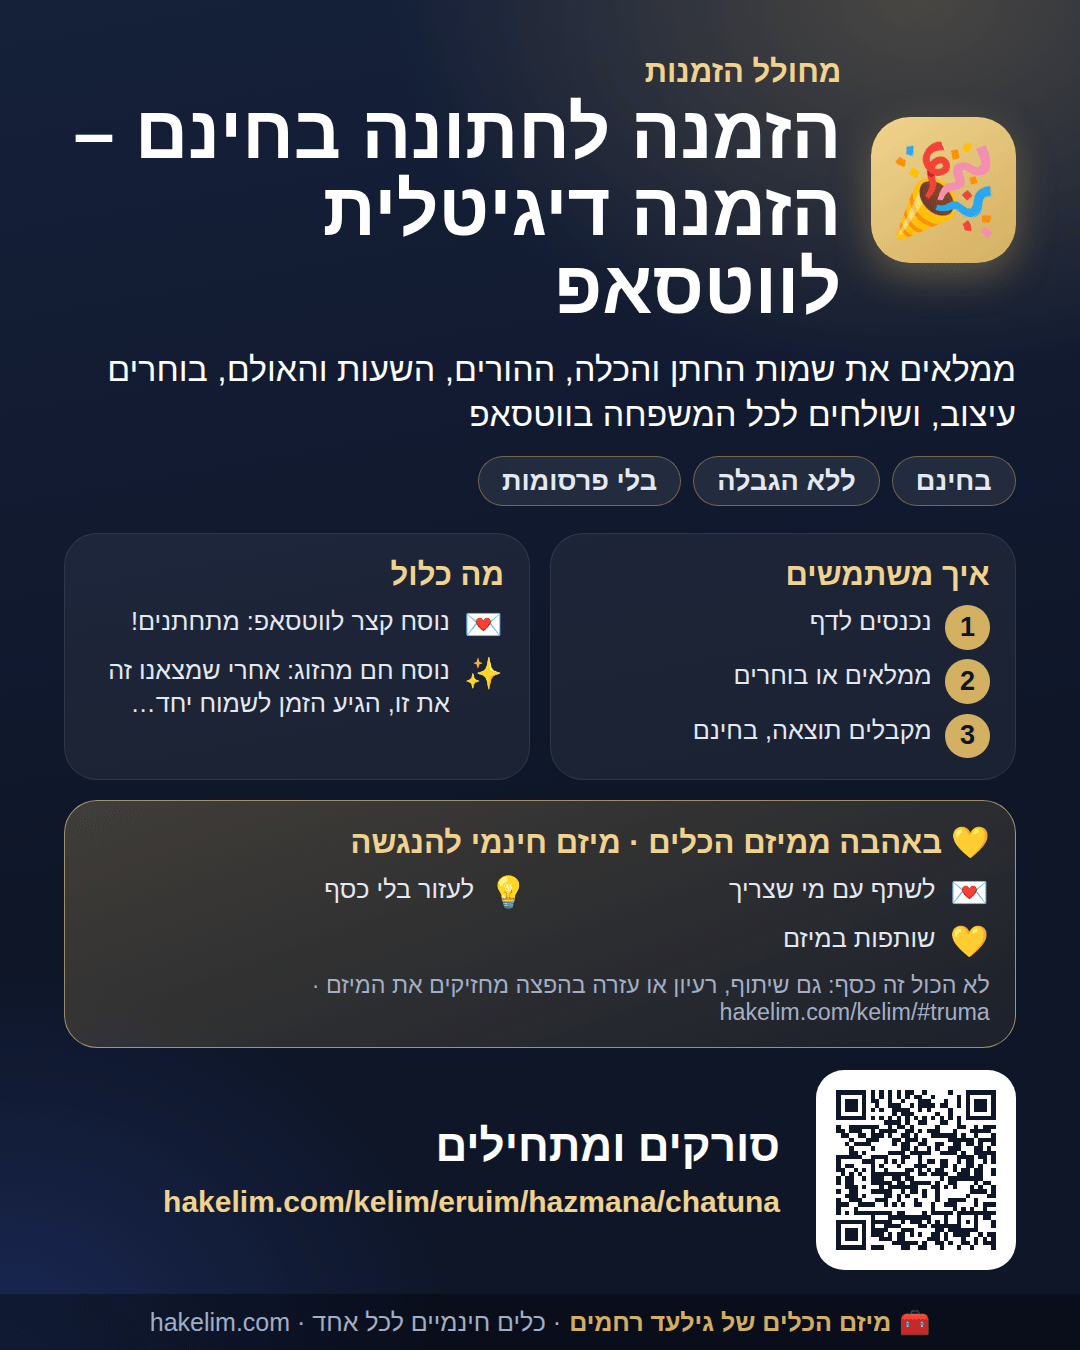 מחולל הזמנות
הזמנה לחתונה בחינם –
הזמנה דיגיטלית
לווטסאפ
ממלאים את שמות החתן והכלה, ההורים, השעות והאולם, בוחרים
עיצוב, ושולחים לכל המשפחה בווטסאפ
בחינם
ללא הגבלה
בלי פרסומות
איך משתמשים
1 נכנסים לדף
2 ממלאים או בוחרים
3 מקבלים תוצאה, בחינם
מה כלול
נוסח קצר לווטסאפ: מתחתנים!
נוסח חם מהזוג: אחרי שמצאנו זה
את זו, הגיע הזמן לשמוח יחד…
באהבה ממיזם הכלים · מיזם חינמי להנגשה
לשתף עם מי שצריך
לעזור בלי כסף
שותפות במיזם
לא הכול זה כסף: גם שיתוף, רעיון או עזרה בהפצה מחזיקים את המיזם ·
hakelim.com/kelim/#truma
סורקים ומתחילים
hakelim.com/kelim/eruim/hazmana/chatuna
מיזם הכלים של גילעד רחמים · כלים חינמיים לכל אחד · hakelim.com